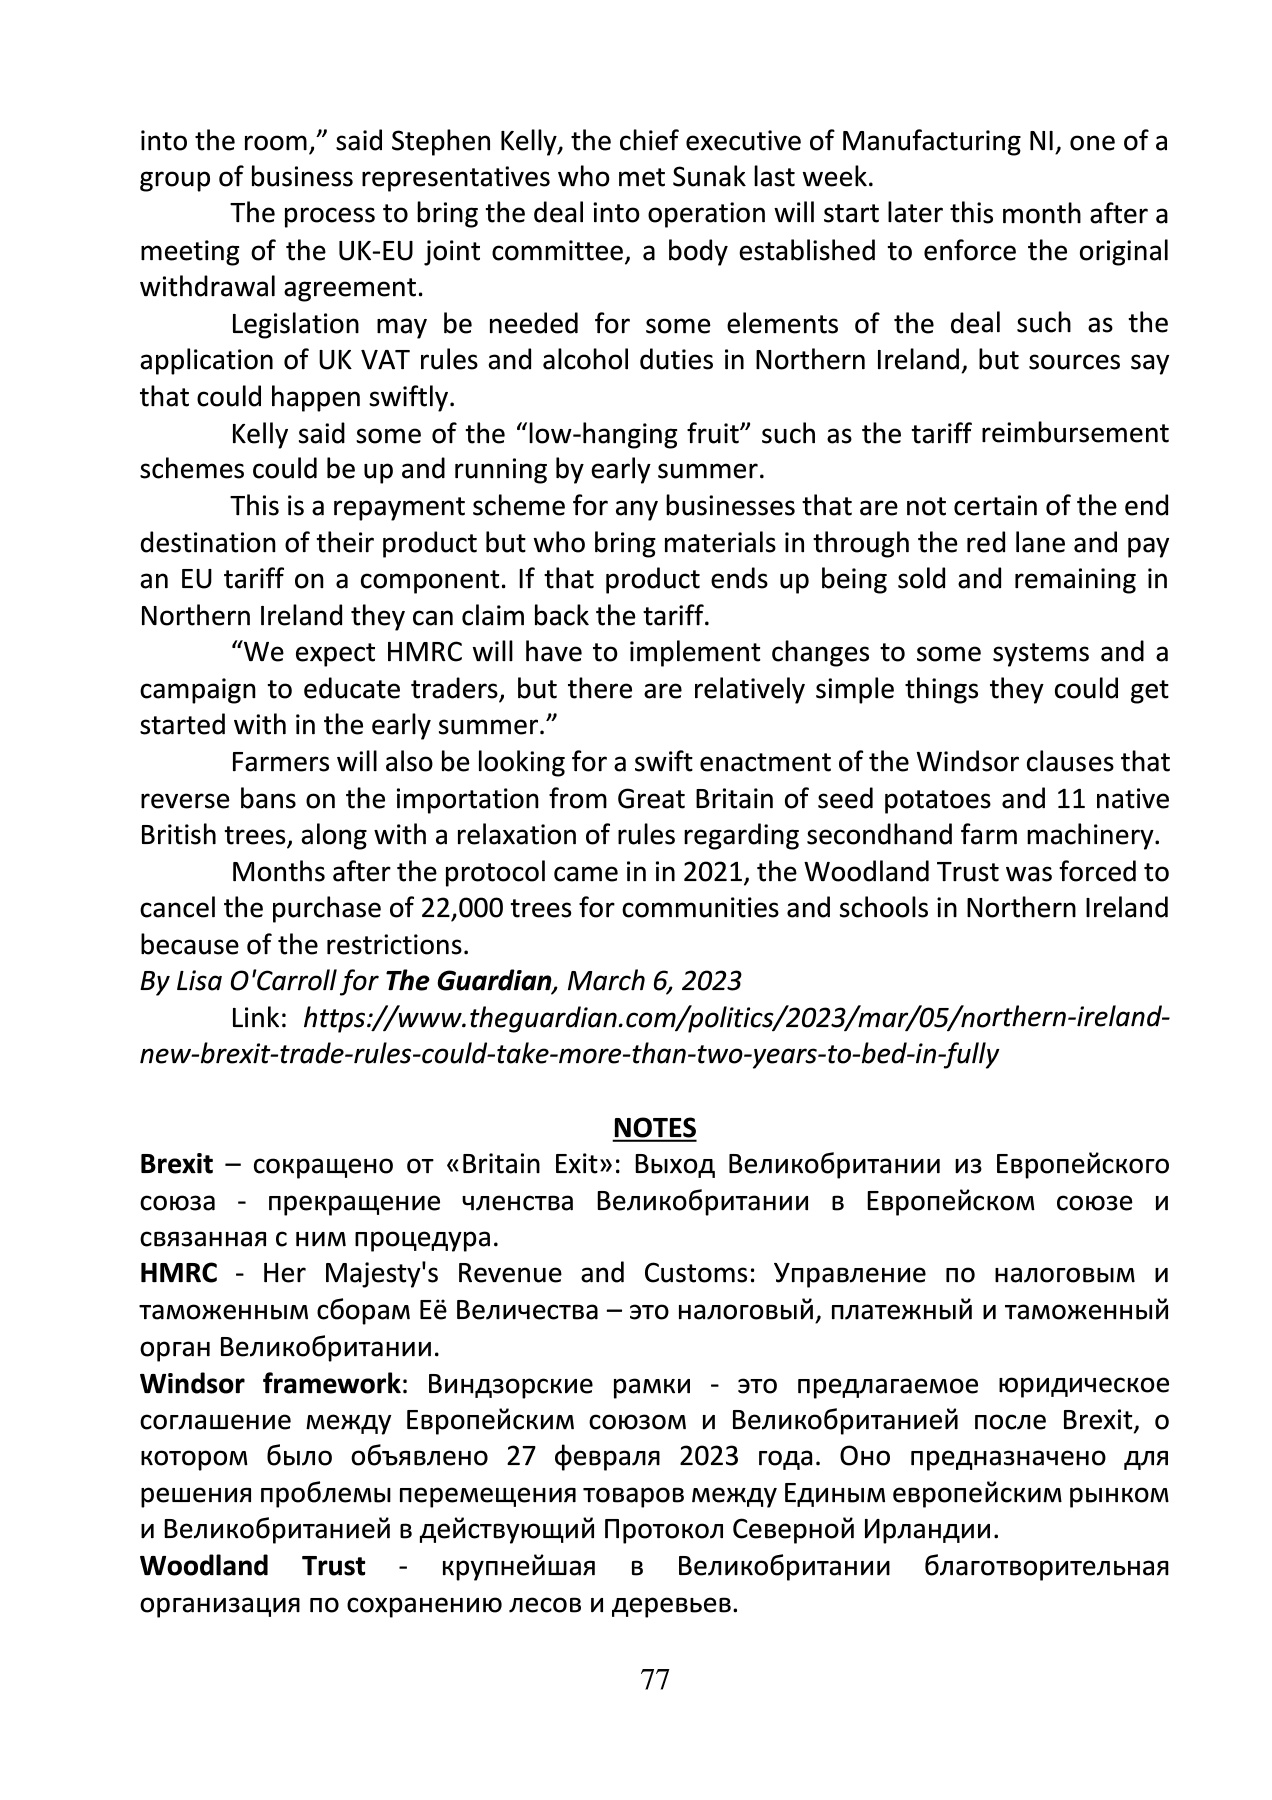 into the room,” said Stephen Kelly, the chief executive of Manufacturing NI, one of a
group of business representatives who met Sunak last week.
The process to bring the deal into operation will start later this month after a
meeting of the UK-EU joint committee, a body established to enforce the original
withdrawal agreement.
Legislation may be needed for some elements of the deal such as the
application of UK VAT rules and alcohol duties in Northern Ireland, but sources say
that could happen swiftly.
Kelly said some of the “low-hanging fruit” such as the tariff reimbursement
schemes could be up and running by early summer.
This is a repayment scheme for any businesses that are not certain of the end
destination of their product but who bring materials in through the red lane and pay
an EU tariff on a component. If that product ends up being sold and remaining in
Northern Ireland they can claim back the tariff.
“We expect HMRC will have to implement changes to some systems and a
campaign to educate traders, but there are relatively simple things they could get
started with in the early summer.”
Farmers will also be looking for a swift enactment of the Windsor clauses that
reverse bans on the importation from Great Britain of seed potatoes and 11 native
British trees, along with a relaxation of rules regarding secondhand farm machinery.
Months after the protocol came in in 2021, the Woodland Trust was forced to
cancel the purchase of 22,000 trees for communities and schools in Northern Ireland
because of the restrictions.
By Lisa O'Carroll for The Guardian, March 6, 2023
Link: https://www.theguardian.com/politics/2023/mar/05/northern-ireland-
new-brexit-trade-rules-could-take-more-than-two-years-to-bed-in-fully
NOTES
Brexit – сокращено от «Britain Exit»: Выход Великобритании из Европейского
союза - прекращение членства Великобритании в Европейском союзе и
связанная с ним процедура.
HMRC - Her Majesty's Revenue and Customs: Управление по налоговым и
таможенным сборам Её Величества – это налоговый, платежный и таможенный
орган Великобритании.
Windsor framework: Виндзорские рамки - это предлагаемое юридическое
соглашение между Европейским союзом и Великобританией после Brexit, о
котором было объявлено 27 февраля 2023 года. Оно предназначено для
решения проблемы перемещения товаров между Единым европейским рынком
и Великобританией в действующий Протокол Северной Ирландии.
Woodland Trust - крупнейшая в Великобритании благотворительная
организация по сохранению лесов и деревьев.
77